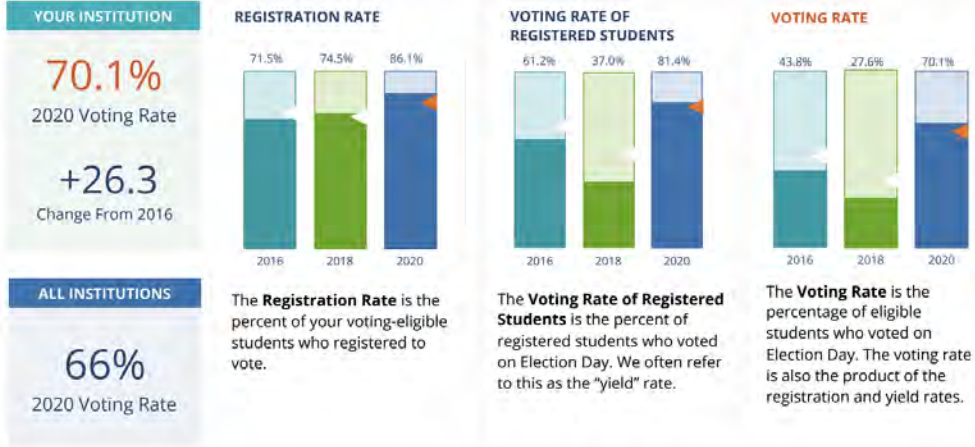 YOUR INSTITUTION
70.1%
2020 Voting Rate
+26.3
Change From 2016
ALL INSTITUTIONS
66%
2020 Voting Rate
REGISTRATION RATE
71.5% 74.5% 86.1%
2016 2018 2020
The Registration Rate is the
percent of your voting-eligible
students who registered to
vote.
VOTING RATE OF
REGISTERED STUDENTS
61.2% 37.0% 81.4%
2016 2018 2020
The Voting Rate of Registered
Students is the percent of
registered students who voted
on Election Day. We often refer
to this as the “yield” rate.
VOTING RATE
43.8% 27.6% 70.1%
2016 2018 2020
The Voting Rate is the
percentage of eligible
students who voted on
Election Day. The voting rate
is also the product of the
registration and yield rates.